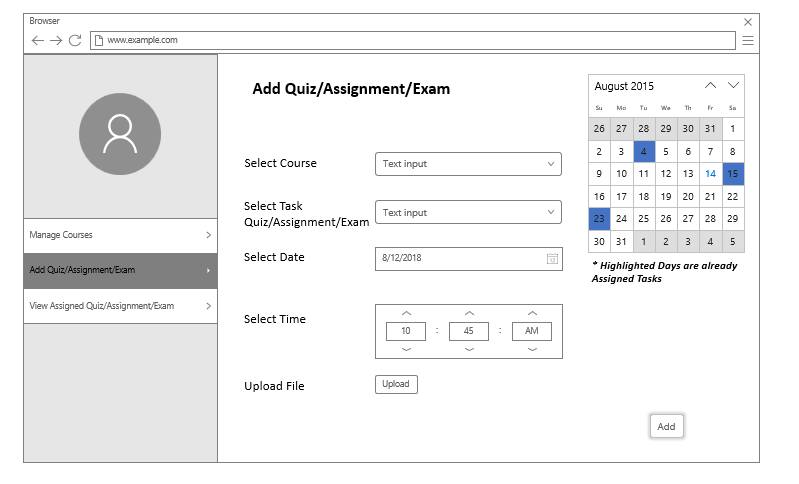 Browser
www.example.com
Manage Courses
Add Quiz/Assignment/Exam
View Assigned Quiz/Assignment/Exam
Add Quiz/Assignment/Exam
Select Course
Text input
Select Task
Quiz/Assignment/Exam
Text input
Select Date
8/12/2018
12
Select Time
10 : 45 : AM
Upload File
Upload
August 2015
Su Mo Tu We Th Fr Sa
26 27 28 29 30 31 1
2 3 4 5 6 7 8
9 10 11 12 13 14 15
16 17 18 19 20 21 22
23 24 25 26 27 28 29
30 31 1 2 3 4 5
* Highlighted Days are already
Assigned Tasks
Add